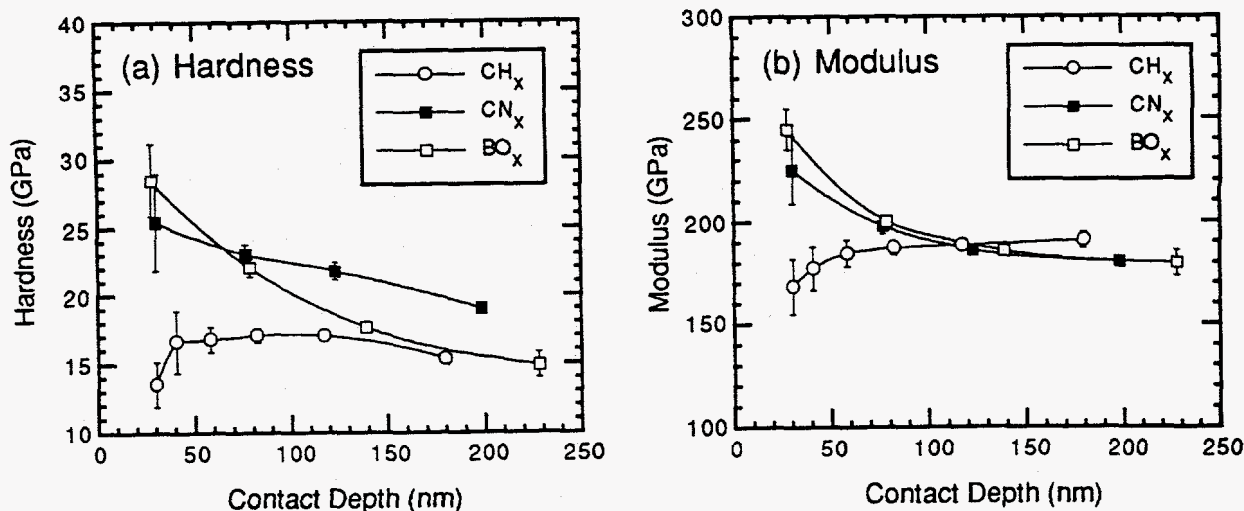 (a) Hardness
CHₓ
CNₓ
BOₓ
Hardness (GPa)
40
35
30
25
20
15
10
0
50
100
150
200
250
Contact Depth (nm)
(b) Modulus
CHₓ
CNₓ
BOₓ
Modulus (GPa)
300
250
200
150
100
0
50
100
150
200
250
Contact Depth (nm)